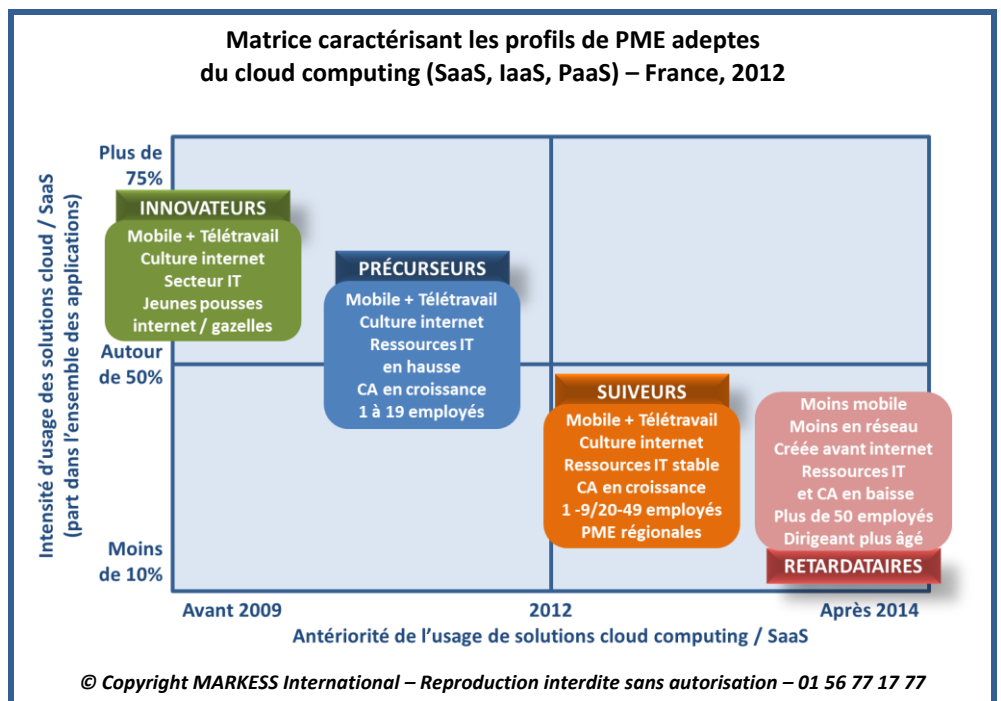 Matrice caractérisant les profils de PME adeptes
du cloud computing (SaaS, IaaS, PaaS) – France, 2012
Intensité d’usage des solutions cloud / SaaS
(part dans l’ensemble des applications)
Plus de
75%
INNOVATEURS
Mobile + Télétravail
Culture internet
Secteur IT
Jeunes pousses
internet / gazelles
PRÉCURSEURS
Mobile + Télétravail
Culture internet
Ressources IT
en hausse
CA en croissance
1 à 19 employés
Autour
de 50%
SUIVEURS
Mobile + Télétravail
Culture internet
Ressources IT stable
CA en croissance
1 -9/20-49 employés
PME régionales
Moins mobile
Moins en réseau
Créée avant internet
Ressources IT
et CA en baisse
Plus de 50 employés
Dirigeant plus âgé
RETARDATAIRES
Moins
de 10%
Avant 2009
2012
Après 2014
Antériorité de l’usage de solutions cloud computing / SaaS
© Copyright MARKESS International – Reproduction interdite sans autorisation – 01 56 77 17 77